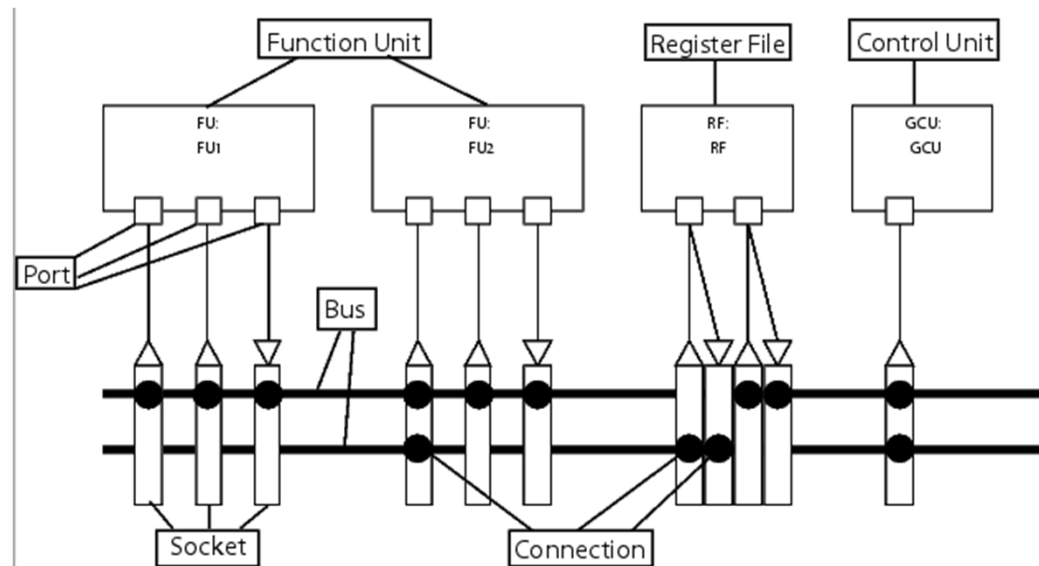 Function Unit
Register File
Control Unit
FU:
FU1
FU:
FU2
RF:
RF
GCU:
GCU
Port
Bus
Socket
Connection